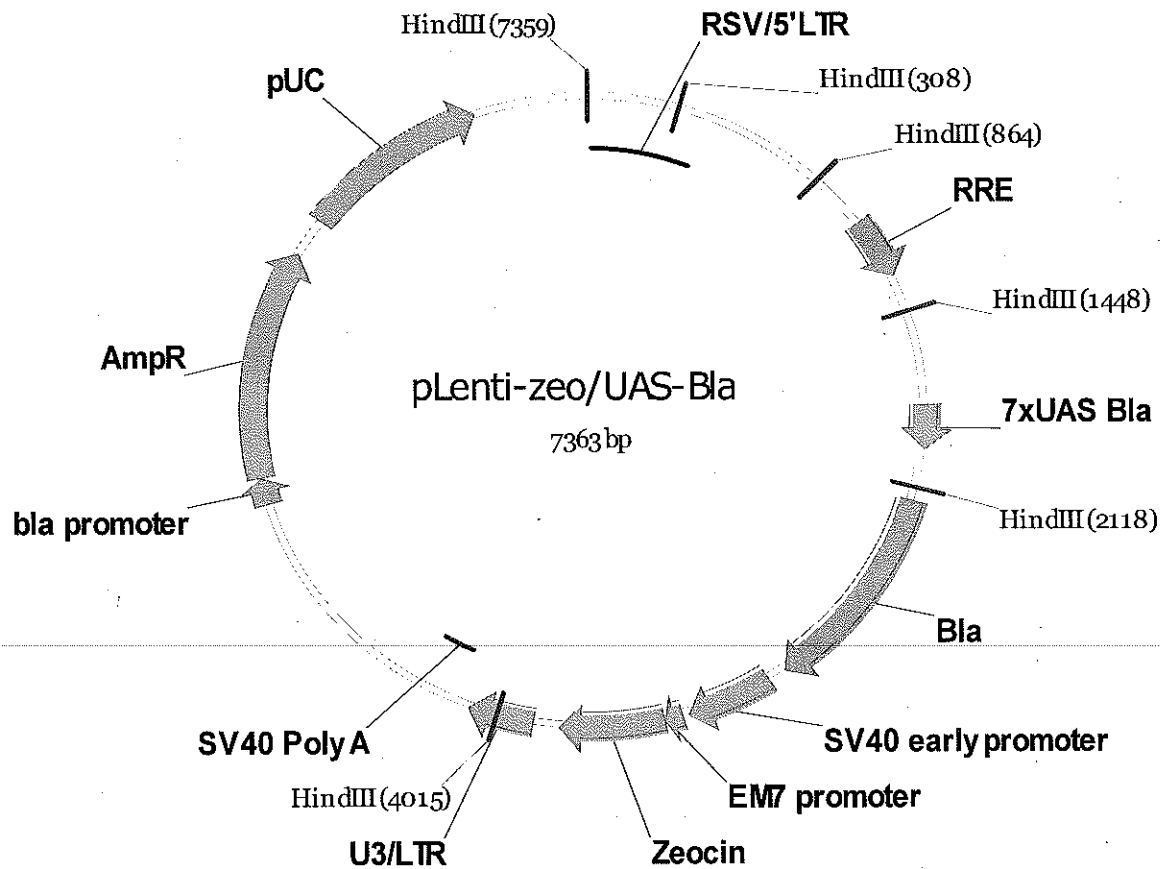 HindIII(7359)
RSV/5'LTR
HindIII(308)
pUC
HindIII(864)
RRE
HindIII(1448)
AmpR
pLenti-zeo/UAS-Bla
7363 bp
7xUAS Bla
bla promoter
HindIII(2118)
Bla
SV40 Poly A
SV40 early promoter
HindIII(4015)
EM7 promoter
U3/LTR
Zeocin